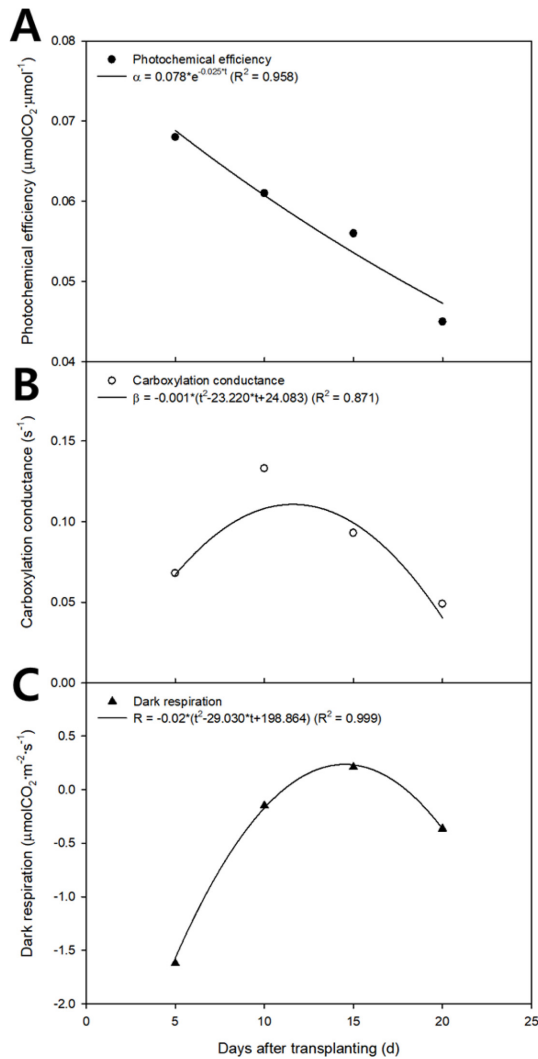 A
0.08
Photochemical efficiency
α = 0.078*e^-0.025*t (R² = 0.958)
0.07
0.06
0.05
0.04
Photochemical efficiency (μmolCO₂·μmol⁻¹)
B
Carboxylation conductance
β = -0.001*(t²-23.220*t+24.083) (R² = 0.871)
0.15
0.10
0.05
0.00
Carboxylation conductance (s⁻¹)
C
Dark respiration
R = -0.02*(t²-29.030*t+198.864) (R² = 0.999)
0.5
0.0
-0.5
-1.0
-1.5
-2.0
Dark respiration (μmolCO₂·m⁻²·s⁻¹)
0 5 10 15 20 25
Days after transplanting (d)